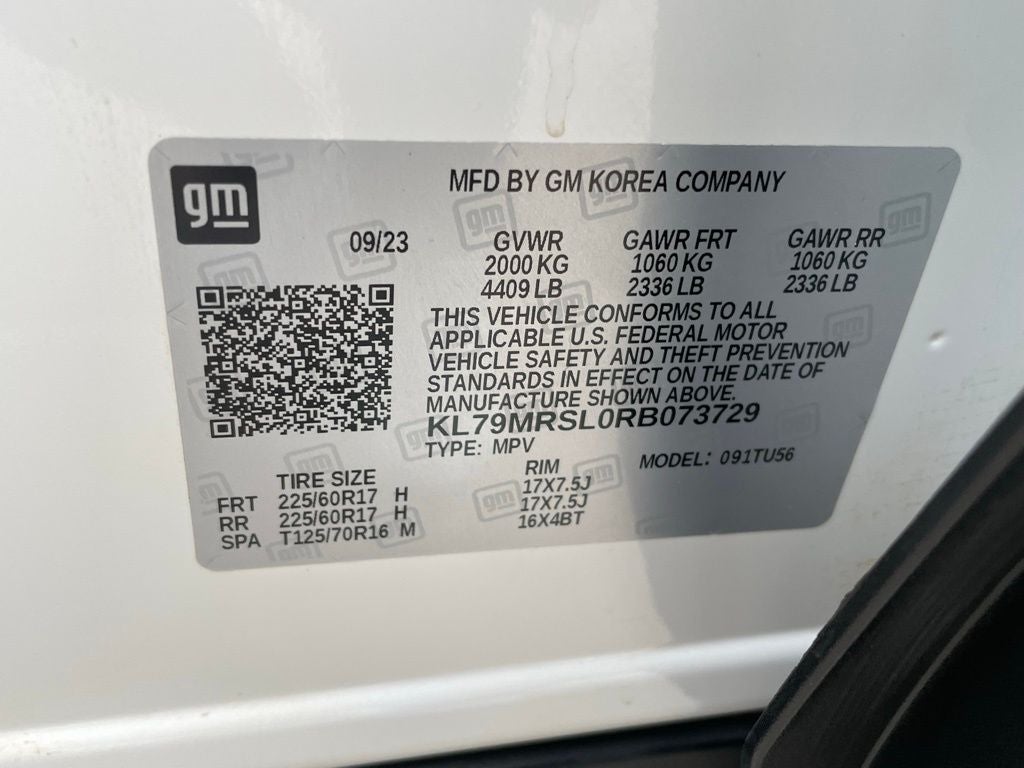 gm
MFD BY GM KOREA COMPANY
09/23 GVWR GAWR FRT GAWR RR
2000 KG 1060 KG 1060 KG
4409 LB 2336 LB 2336 LB
THIS VEHICLE CONFORMS TO ALL
APPLICABLE U.S. FEDERAL MOTOR
VEHICLE SAFETY AND THEFT PREVENTION
STANDARDS IN EFFECT ON THE DATE OF
MANUFACTURE SHOWN ABOVE.
KL79MRSL0RB073729
TYPE: MPV MODEL: 091TU56
TIRE SIZE RIM
FRT 225/60R17 H 17X7.5J
RR 225/60R17 H 17X7.5J
SPA T125/70R16 M 16X4BT